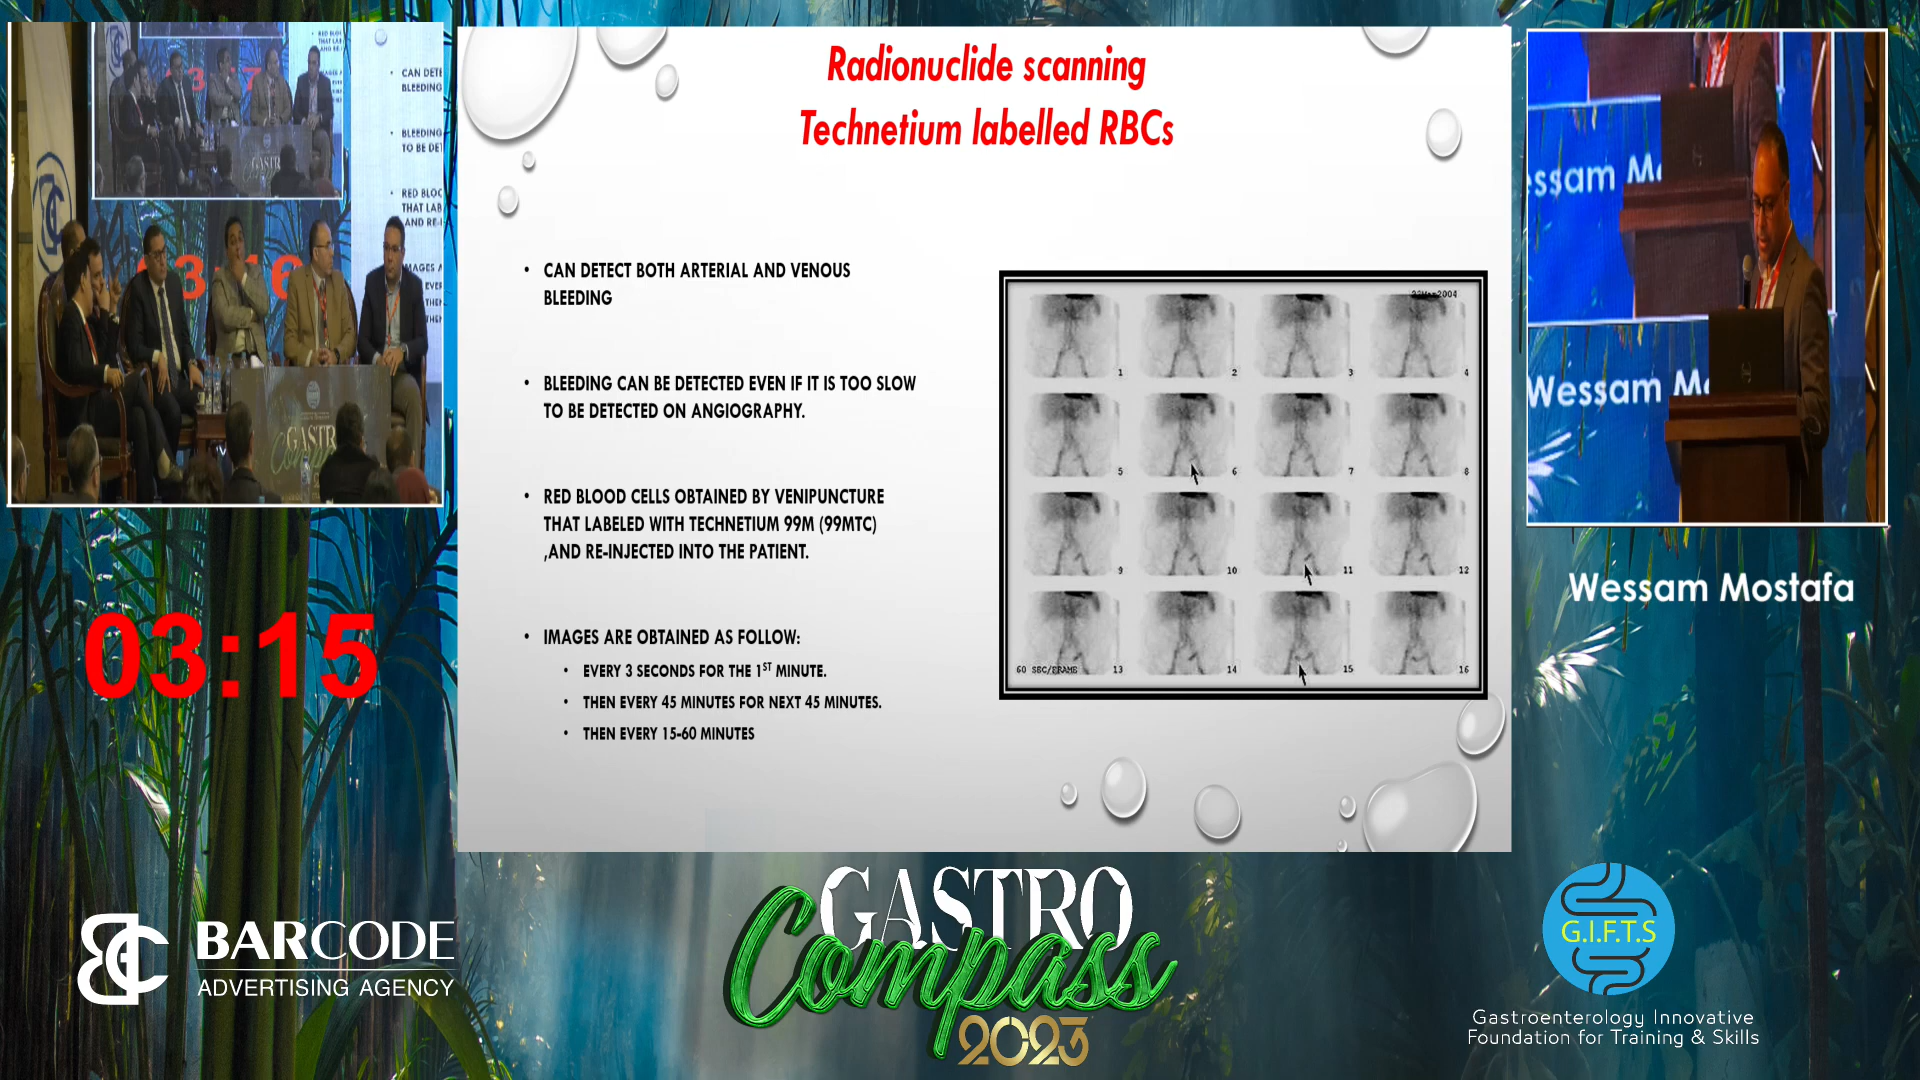 Radionuclide scanning
Technetium labelled RBCs
• CAN DETECT BOTH ARTERIAL AND VENOUS
BLEEDING
• BLEEDING CAN BE DETECTED EVEN IF IT IS TOO SLOW
TO BE DETECTED ON ANGIOGRAPHY.
• RED BLOOD CELLS OBTAINED BY VENIPUNCTURE
THAT LABELED WITH TECHNETIUM 99M (99MTC)
,AND RE-INJECTED INTO THE PATIENT.
• IMAGES ARE OBTAINED AS FOLLOW:
• EVERY 3 SECONDS FOR THE 1ST MINUTE.
• THEN EVERY 45 MINUTES FOR NEXT 45 MINUTES.
• THEN EVERY 15-60 MINUTES
1 2 3 4
5 6 7 8
9 10 11 12
60 SEC/FRAME 13 14 15 16
essam Mo
Wessam Mo
Wessam Mostafa
03:15
BARCODE
ADVERTISING AGENCY
GASTRO
Compass
2023
G.I.F.T.S
Gastroenterology Innovative
Foundation for Training & Skills